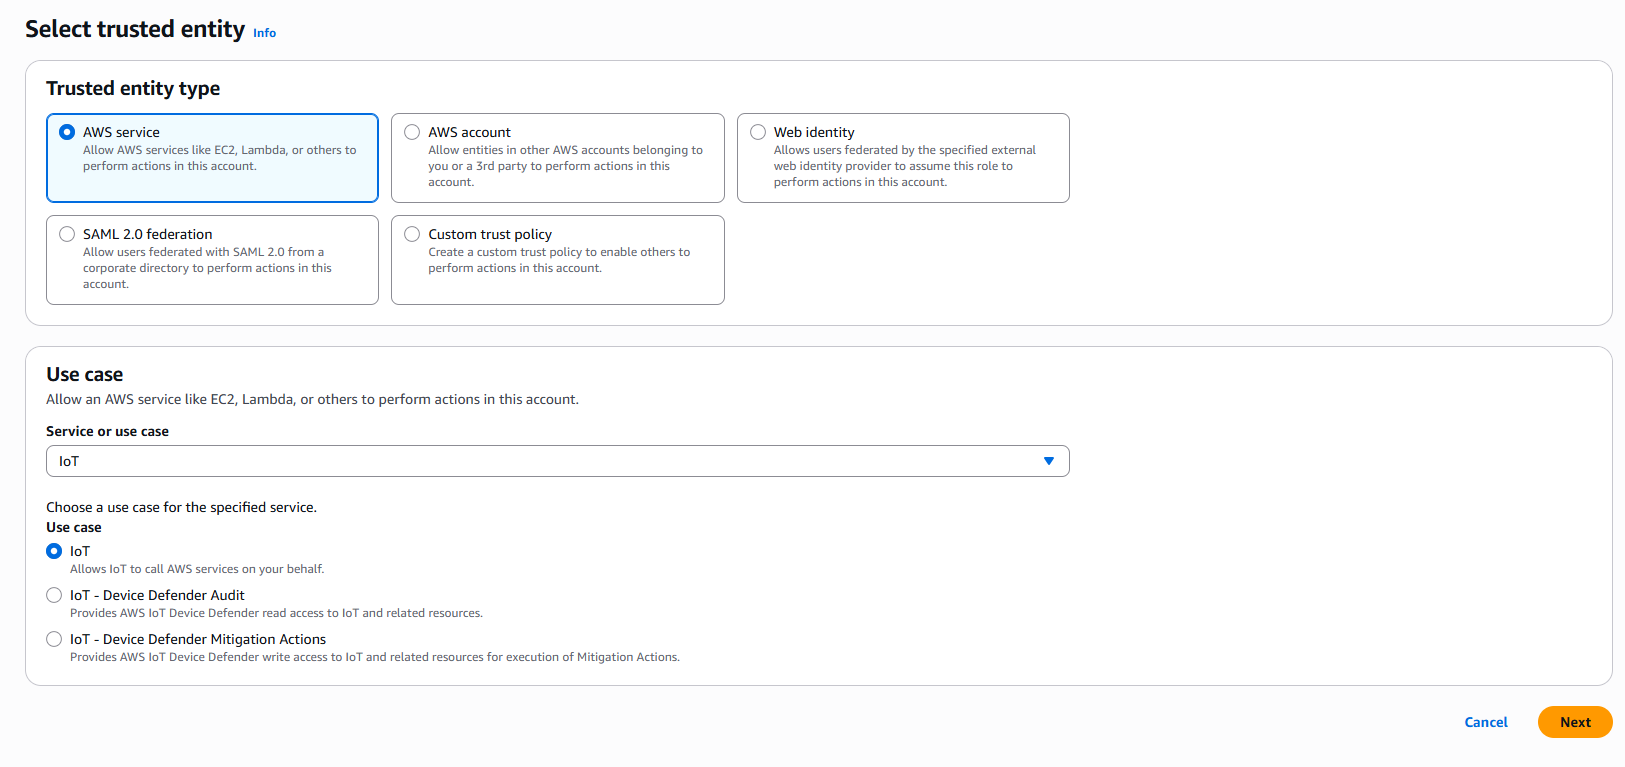 Select trusted entity Info
Trusted entity type
AWS service
Allow AWS services like EC2, Lambda, or others to
perform actions in this account.
AWS account
Allow entities in other AWS accounts belonging to
you or a 3rd party to perform actions in this
account.
Web identity
Allows users federated by the specified external
web identity provider to assume this role to
perform actions in this account.
SAML 2.0 federation
Allow users federated with SAML 2.0 from a
corporate directory to perform actions in this
account.
Custom trust policy
Create a custom trust policy to enable others to
perform actions in this account.
Use case
Allow an AWS service like EC2, Lambda, or others to perform actions in this account.
Service or use case
IoT
Choose a use case for the specified service.
Use case
IoT
Allows IoT to call AWS services on your behalf.
IoT - Device Defender Audit
Provides AWS IoT Device Defender read access to IoT and related resources.
IoT - Device Defender Mitigation Actions
Provides AWS IoT Device Defender write access to IoT and related resources for execution of Mitigation Actions.
Cancel
Next